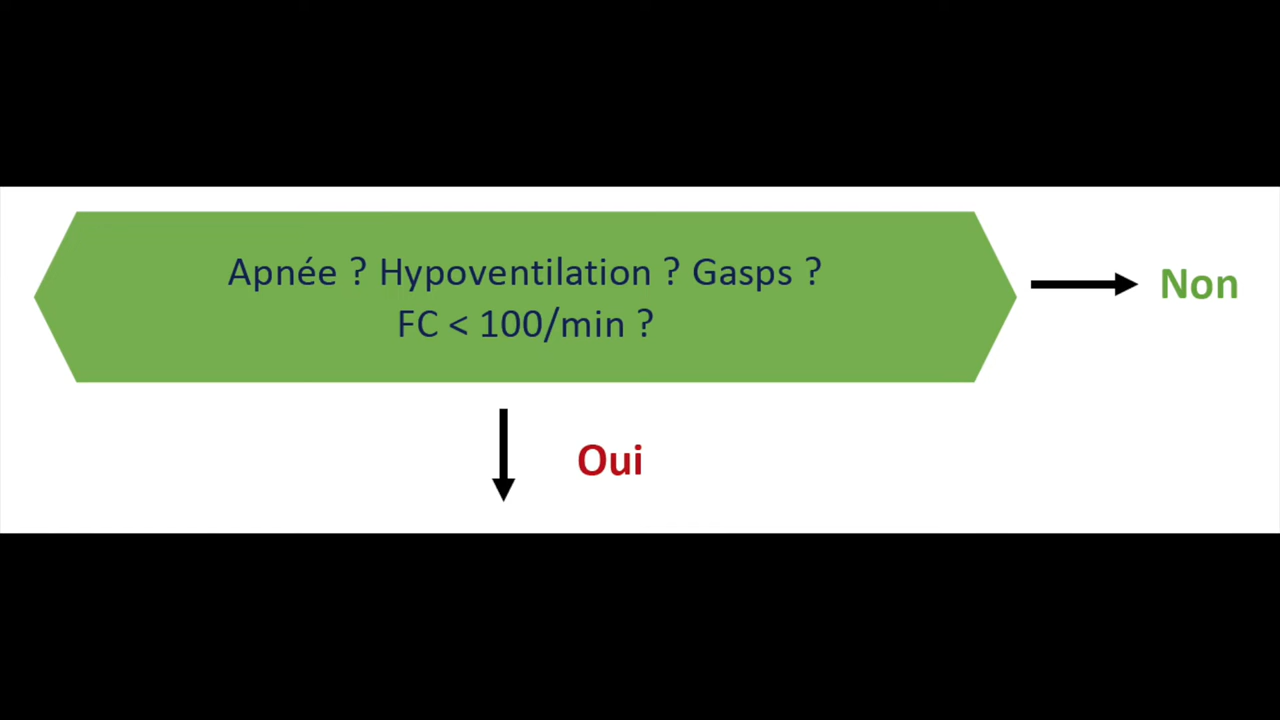 Apnée ? Hypoventilation ? Gasps ?
FC < 100/min ?
Non
Oui